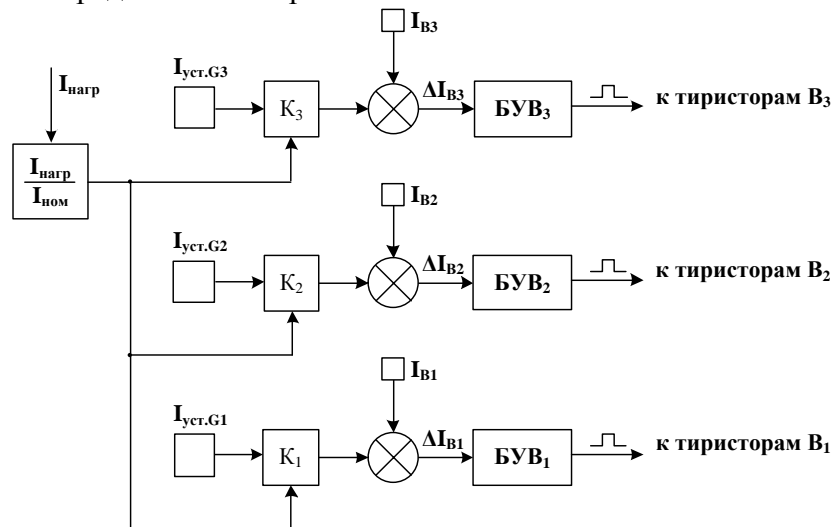 I_B3
I_уст.G3
I_нагр
K_3
ΔI_B3
БУВ_3
к тиристорам B_3
I_нагр
I_ном
I_B2
I_уст.G2
K_2
ΔI_B2
БУВ_2
к тиристорам B_2
I_B1
I_уст.G1
K_1
ΔI_B1
БУВ_1
к тиристорам B_1